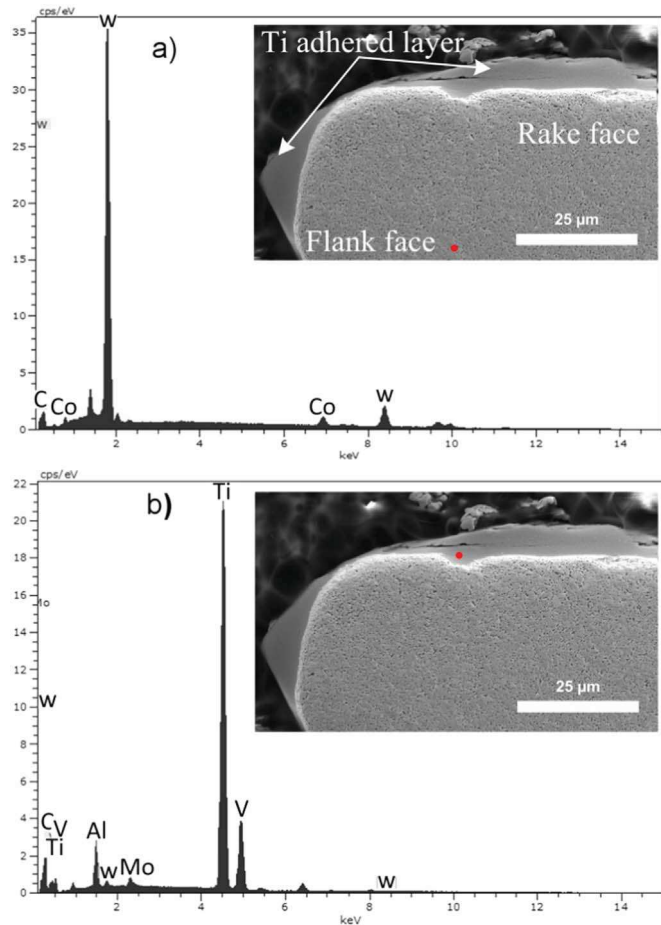 cps/eV
a)
W
35
30
W
25
20
15
10
5
0
C
Co
Co
W
2
4
6
8
10
12
14
keV
Ti adhered layer
Rake face
Flank face
25 µm
cps/eV
b)
Ti
22
20
18
16
Mo
14
12
10
W
8
6
4
V
2
0
C
V
Ti
Al
W
Mo
W
2
4
6
8
10
12
14
keV
25 µm